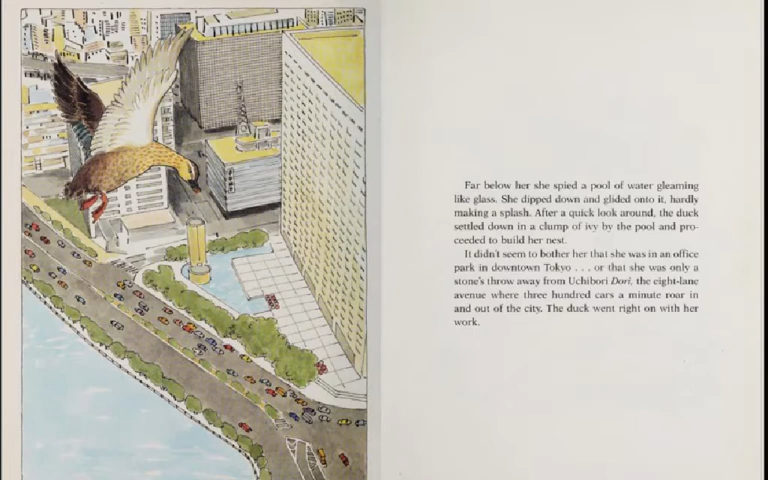 Far below her she spied a pool of water gleaming
like glass. She dipped down and glided onto it, hardly
making a splash. After a quick look around, the duck
settled down in a clump of ivy by the pool and pro-
ceeded to build her nest.
It didn't seem to bother her that she was in an office
park in downtown Tokyo . . . or that she was only a
stone's throw away from Uchibori Dori, the eight-lane
avenue where three hundred cars a minute roar in
and out of the city. The duck went right on with her
work.